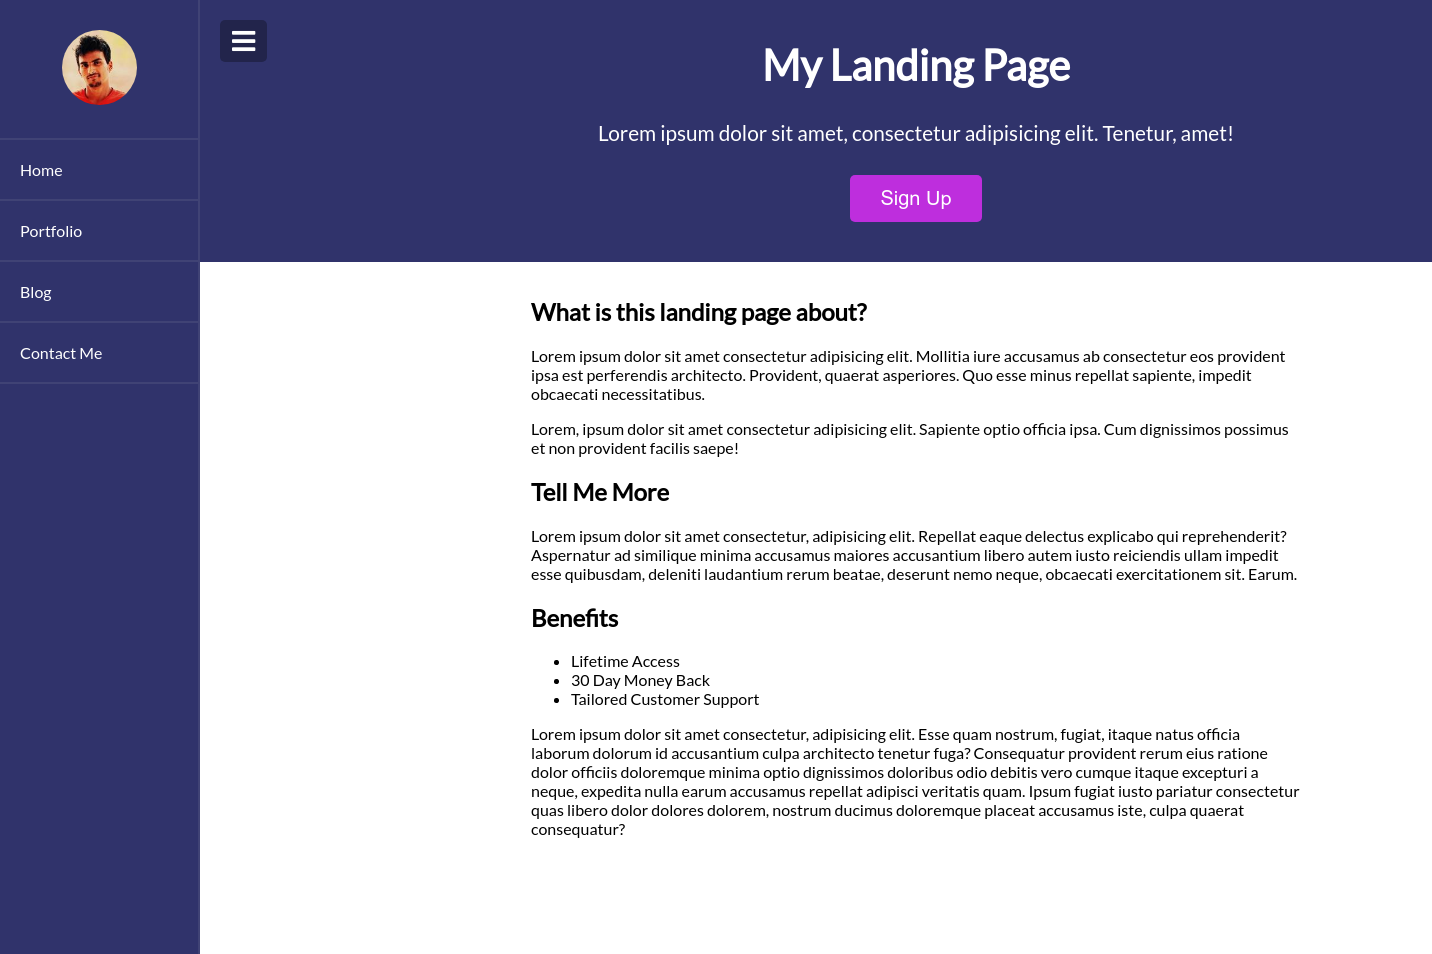 Home
Portfolio
Blog
Contact Me
My Landing Page
Lorem ipsum dolor sit amet, consectetur adipisicing elit. Tenetur, amet!
Sign Up
What is this landing page about?
Lorem ipsum dolor sit amet consectetur adipisicing elit. Mollitia iure accusamus ab consectetur eos provident
ipsa est perferendis architecto. Provident, quaerat asperiores. Quo esse minus repellat sapiente, impedit
obcaecati necessitatibus.
Lorem, ipsum dolor sit amet consectetur adipisicing elit. Sapiente optio officia ipsa. Cum dignissimos possimus
et non provident facilis saepe!
Tell Me More
Lorem ipsum dolor sit amet consectetur, adipisicing elit. Repellat eaque delectus explicabo qui reprehenderit?
Aspernatur ad similique minima accusamus maiores accusantium libero autem iusto reiciendis ullam impedit
esse quibusdam, deleniti laudantium rerum beatae, deserunt nemo neque, obcaecati exercitationem sit. Earum.
Benefits
• Lifetime Access
• 30 Day Money Back
• Tailored Customer Support
Lorem ipsum dolor sit amet consectetur, adipisicing elit. Esse quam nostrum, fugiat, itaque natus officia
laborum dolorum id accusantium culpa architecto tenetur fuga? Consequatur provident rerum eius ratione
dolor officiis doloremque minima optio dignissimos doloribus odio debitis vero cumque itaque excepturi a
neque, expedita nulla earum accusamus repellat adipisci veritatis quam. Ipsum fugiat iusto pariatur consectetur
quas libero dolor dolores dolorem, nostrum ducimus doloremque placeat accusamus iste, culpa quaerat
consequatur?